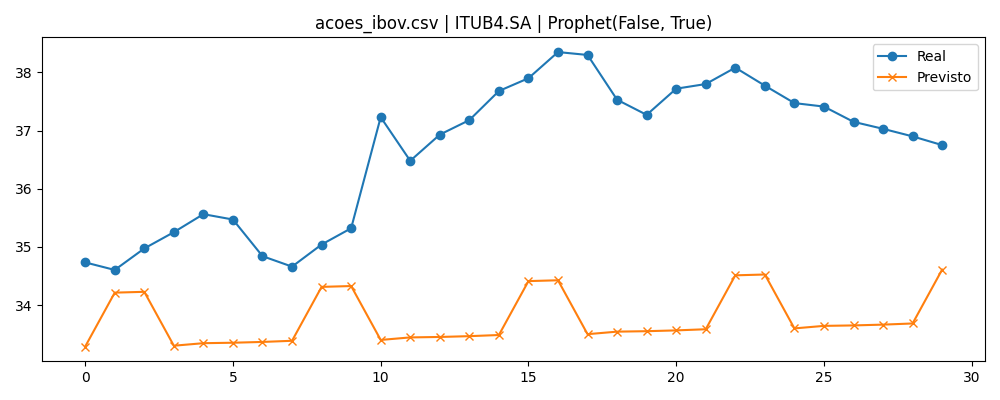 acoes_ibov.csv | ITUB4.SA | Prophet(False, True)
Real
Previsto
38
37
36
35
34
0 5 10 15 20 25 30